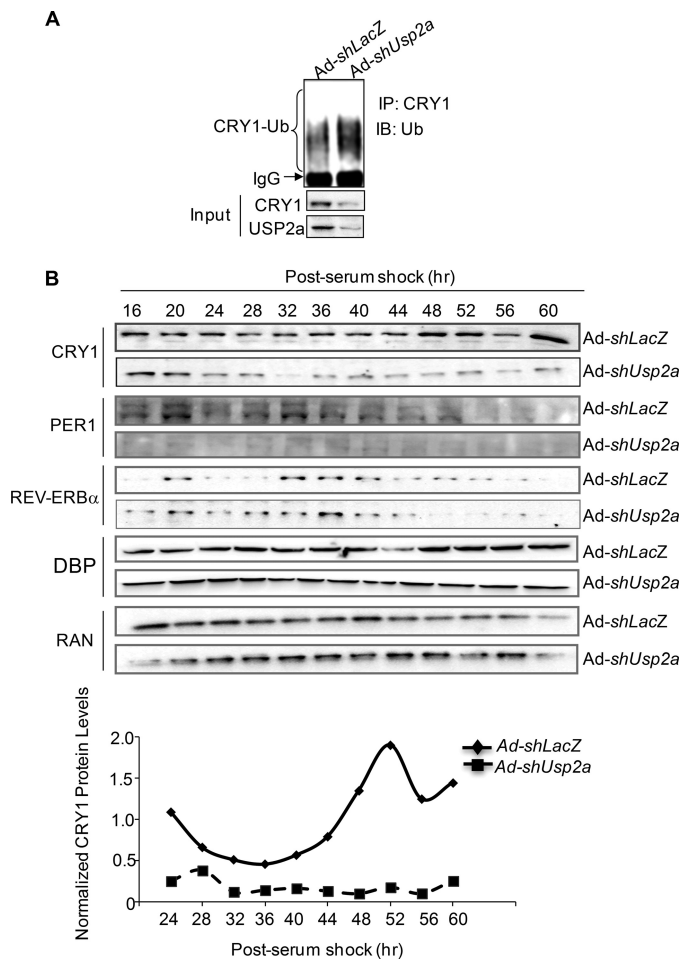 A
Ad-shLacZ
Ad-shUsp2a
CRY1-Ub
IP: CRY1
IB: Ub
IgG
Input
CRY1
USP2a
B
Post-serum shock (hr)
16 20 24 28 32 36 40 44 48 52 56 60
CRY1
Ad-shLacZ
Ad-shUsp2a
PER1
Ad-shLacZ
Ad-shUsp2a
REV-ERBα
Ad-shLacZ
Ad-shUsp2a
DBP
Ad-shLacZ
Ad-shUsp2a
RAN
Ad-shLacZ
Ad-shUsp2a
Normalized CRY1 Protein Levels
2.0
1.5
1.0
0.5
0
Ad-shLacZ
Ad-shUsp2a
24 28 32 36 40 44 48 52 56 60
Post-serum shock (hr)